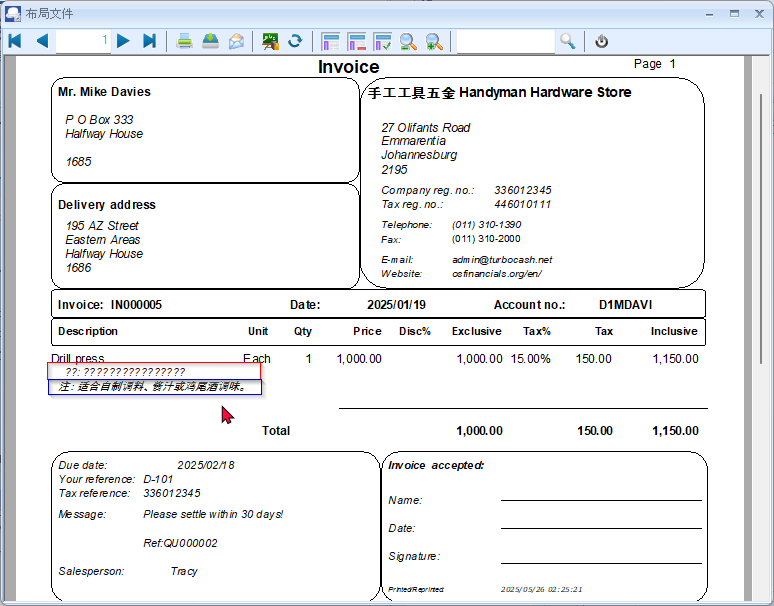 布局文件
1
Invoice
Page 1
Mr. Mike Davies
P O Box 333
Halfway House
1685
手工工具五金 Handyman Hardware Store
27 Olifants Road
Emmarentia
Johannesburg
2195
Company reg. no.: 336012345
Tax reg. no.: 446010111
Telephone: (011) 310-1390
Fax: (011) 310-2000
E-mail: admin@turbocash.net
Website: osfinancials.org/en/
Delivery address
195 AZ Street
Eastern Areas
Halfway House
1686
Invoice: IN000005 Date: 2025/01/19 Account no.: D1MDAVI
Description Unit Qty Price Disc% Exclusive Tax% Tax Inclusive
Drill press Each 1 1,000.00 1,000.00 15.00% 150.00 1,150.00
??: ????????????????
注: 适合自制调料、酱汁或鸡尾酒调味。
Total 1,000.00 150.00 1,150.00
Due date: 2025/02/18
Your reference: D-101
Tax reference: 336012345
Message: Please settle within 30 days!
Ref:QU000002
Salesperson: Tracy
Invoice accepted:
Name:
Date:
Signature:
Printed/Reprinted: 2025/05/26 02:25:21